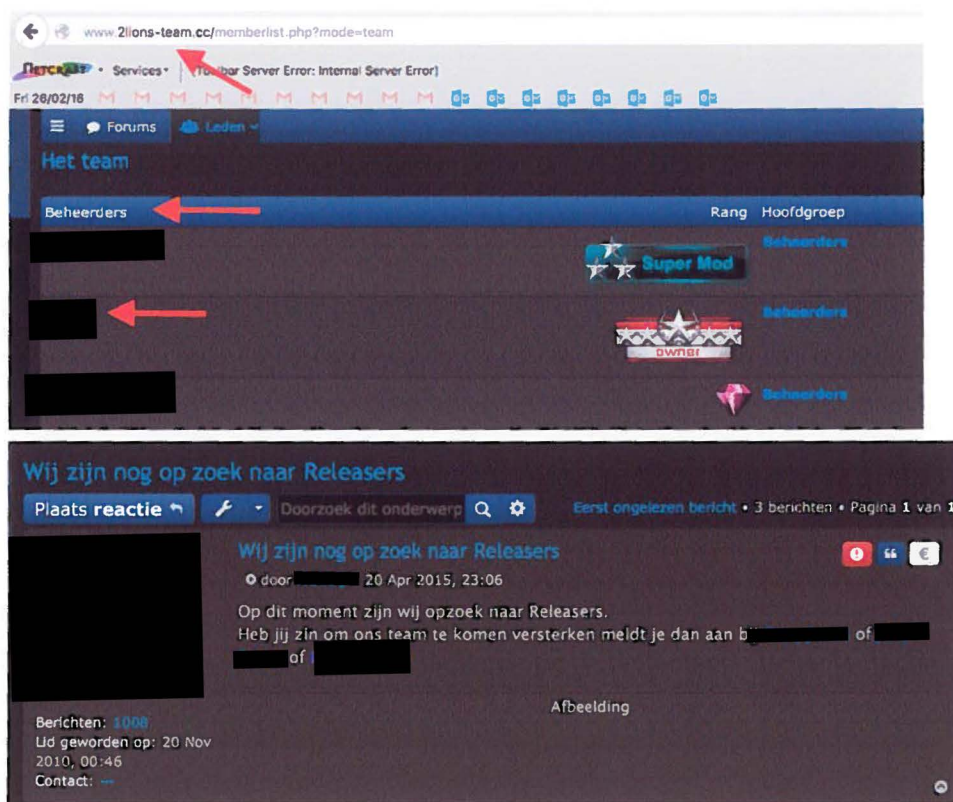 www.2lions-team.cc/memberlist.php?mode=team
NETCRAFT • Services
Toolbar Server Error: Internal Server Error]
Fri 26/02/16
Forums Leden
Het team
Beheerders Rang Hoofdgroep
Beheerders
Super Mod
Beheerders
OWNER
Beheerders
Wij zijn nog op zoek naar Releasers
Plaats reactie Doorzoek dit onderwerp Eerst ongelezen bericht • 3 berichten • Pagina 1 van 1
Wij zijn nog op zoek naar Releasers
door 20 Apr 2015, 23:06
Op dit moment zijn wij opzoek naar Releasers.
Heb jij zin om ons team te komen versterken meldt je dan aan bij of
of
Afbeelding
Berichten: 1008
Lid geworden op: 20 Nov
2010, 00:46
Contact: